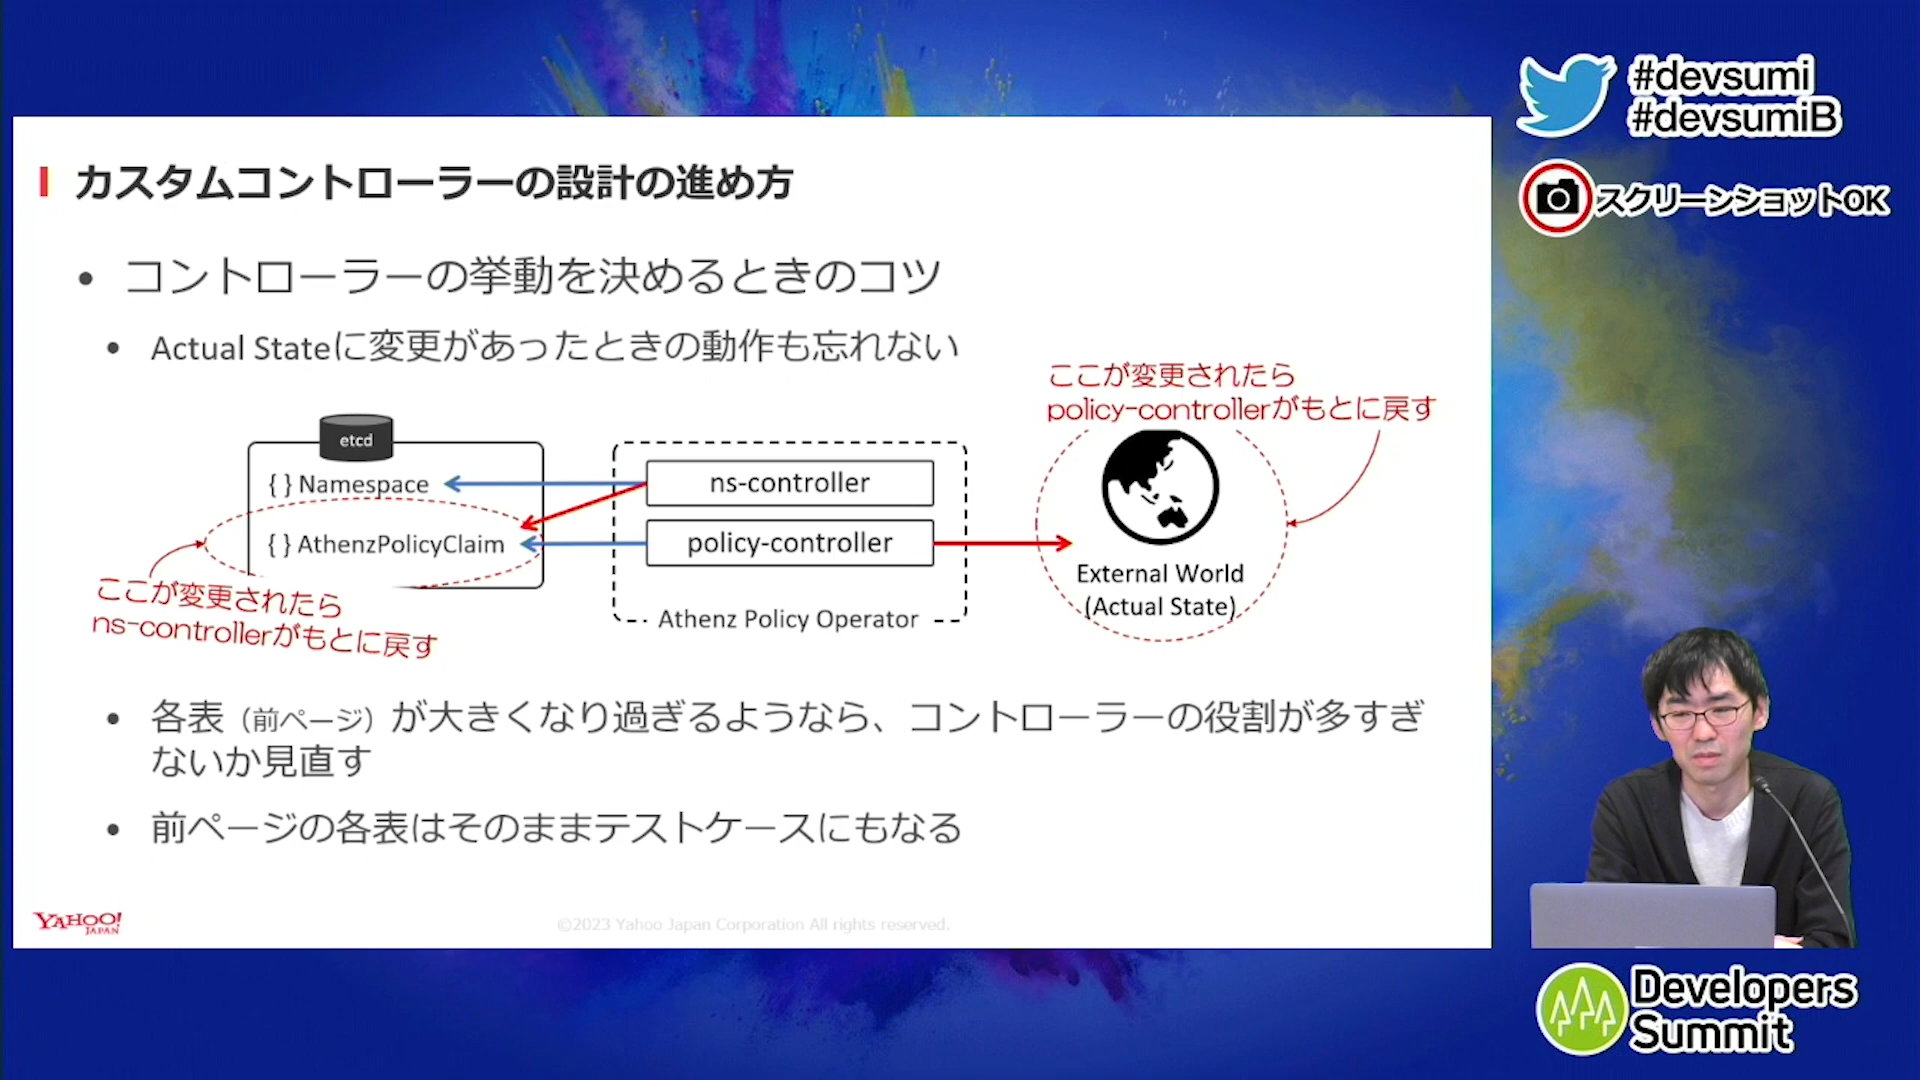 #devsumi
#devsumiB
スクリーンショットOK
カスタムコントローラーの設計の進め方
• コントローラーの挙動を決めるときのコツ
• Actual Stateに変更があったときの動作も忘れない
ここが変更されたら
policy-controllerがもとに戻す
etcd
{ } Namespace
{ } AthenzPolicyClaim
ns-controller
policy-controller
Athenz Policy Operator
External World
(Actual State)
ここが変更されたら
ns-controllerがもとに戻す
• 各表（前ページ）が大きくなり過ぎるようなら、コントローラーの役割が多すぎ
ないか見直す
• 前ページの各表はそのままテストケースにもなる
YAHOO!
JAPAN
©2023 Yahoo Japan Corporation All rights reserved.
Developers
Summit